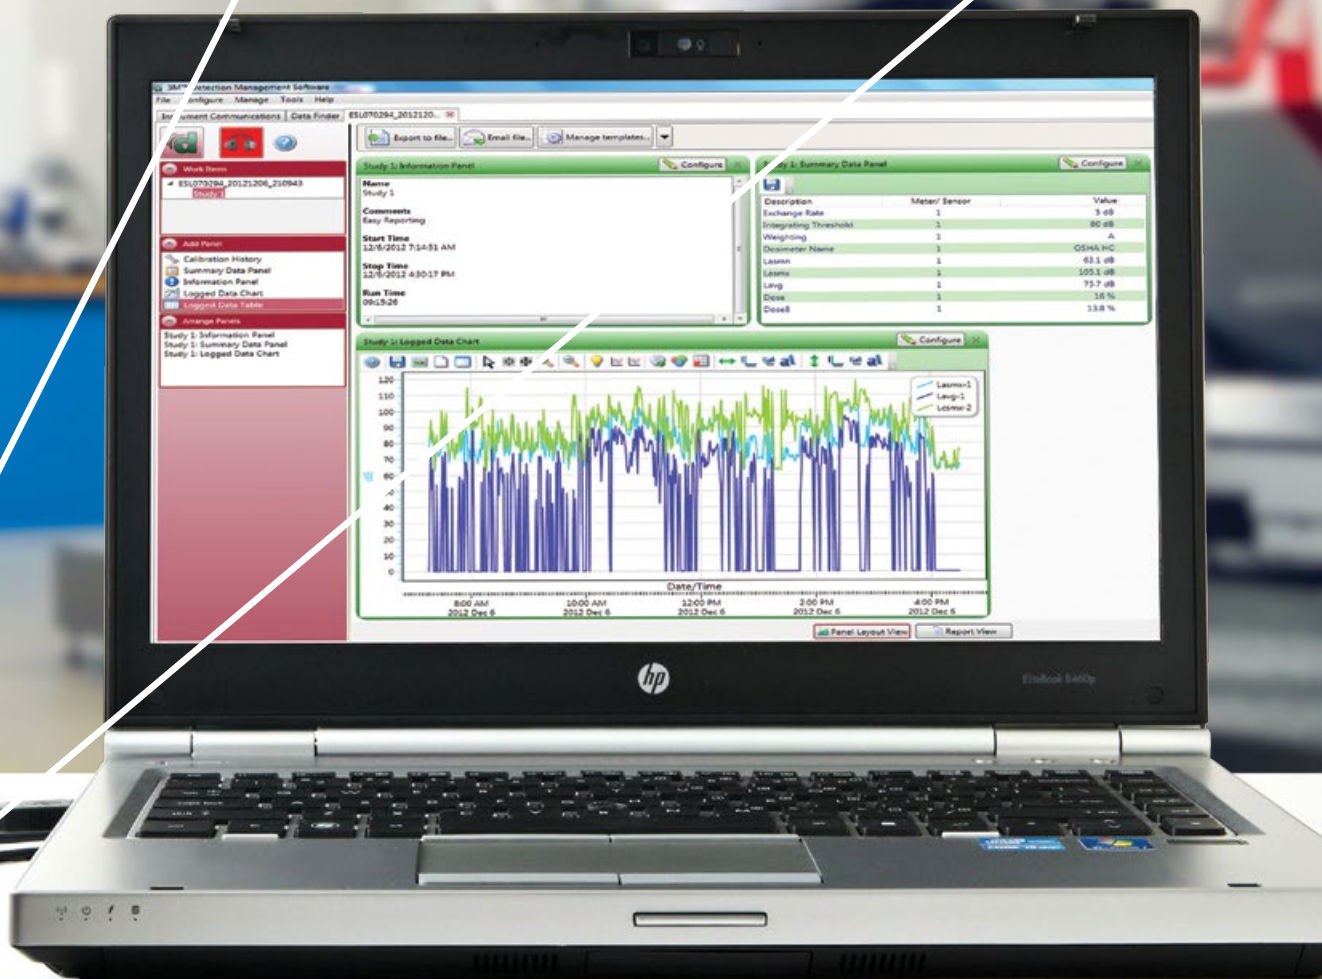 3M™ Detection Management Software
File Configure Manage Tools Help
Instrument Communications Data Finder ESL070294_2012120...
Export to file... Email file... Manage templates...
Work Items
ESL070294_20121206_210943
Study 1
Add Panel
Calibration History
Summary Data Panel
Information Panel
Logged Data Chart
Logged Data Table
Arrange Panels
Study 1: Information Panel
Study 1: Summary Data Panel
Study 1: Logged Data Chart
Study 1: Information Panel Configure
Name
Study 1
Comments
Easy Reporting
Start Time
12/6/2012 7:14:51 AM
Stop Time
12/6/2012 4:30:17 PM
Run Time
09:15:26
Study 1: Summary Data Panel Configure
Description Meter/ Sensor Value
Exchange Rate 1 5 dB
Integrating Threshold 1 80 dB
Weighting 1 A
Dosimeter Name 1 OSHA HC
Lasmn 1 63.1 dB
Lasmx 1 105.1 dB
Lavg 1 75.7 dB
Dose 1 16 %
Dose8 1 13.8 %
Study 1: Logged Data Chart Configure
120
110
100
90
80
70
60
40
30
20
10
0
Lasmx-1
Lavg-1
Lcsmx-2
Date/Time
8:00 AM 10:00 AM 12:00 PM 2:00 PM 4:00 PM
2012 Dec 6 2012 Dec 6 2012 Dec 6 2012 Dec 6 2012 Dec 6
Panel Layout View Report View
hp
EliteBook 8460p